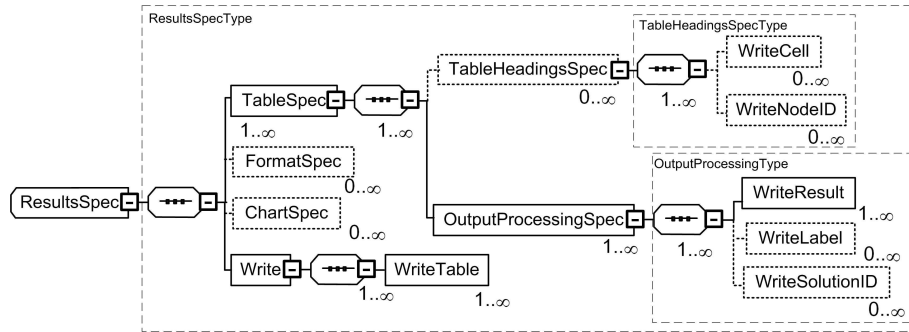 ResultsSpecType
TableHeadingsSpecType
WriteCell
0..∞
TableHeadingsSpec
0..∞
1..∞
WriteNodeID
0..∞
TableSpec
1..∞
1..∞
FormatSpec
0..∞
OutputProcessingType
ResultsSpec
ChartSpec
0..∞
OutputProcessingSpec
1..∞
1..∞
WriteResult
1..∞
WriteLabel
0..∞
Write
1..∞
WriteTable
1..∞
WriteSolutionID
0..∞